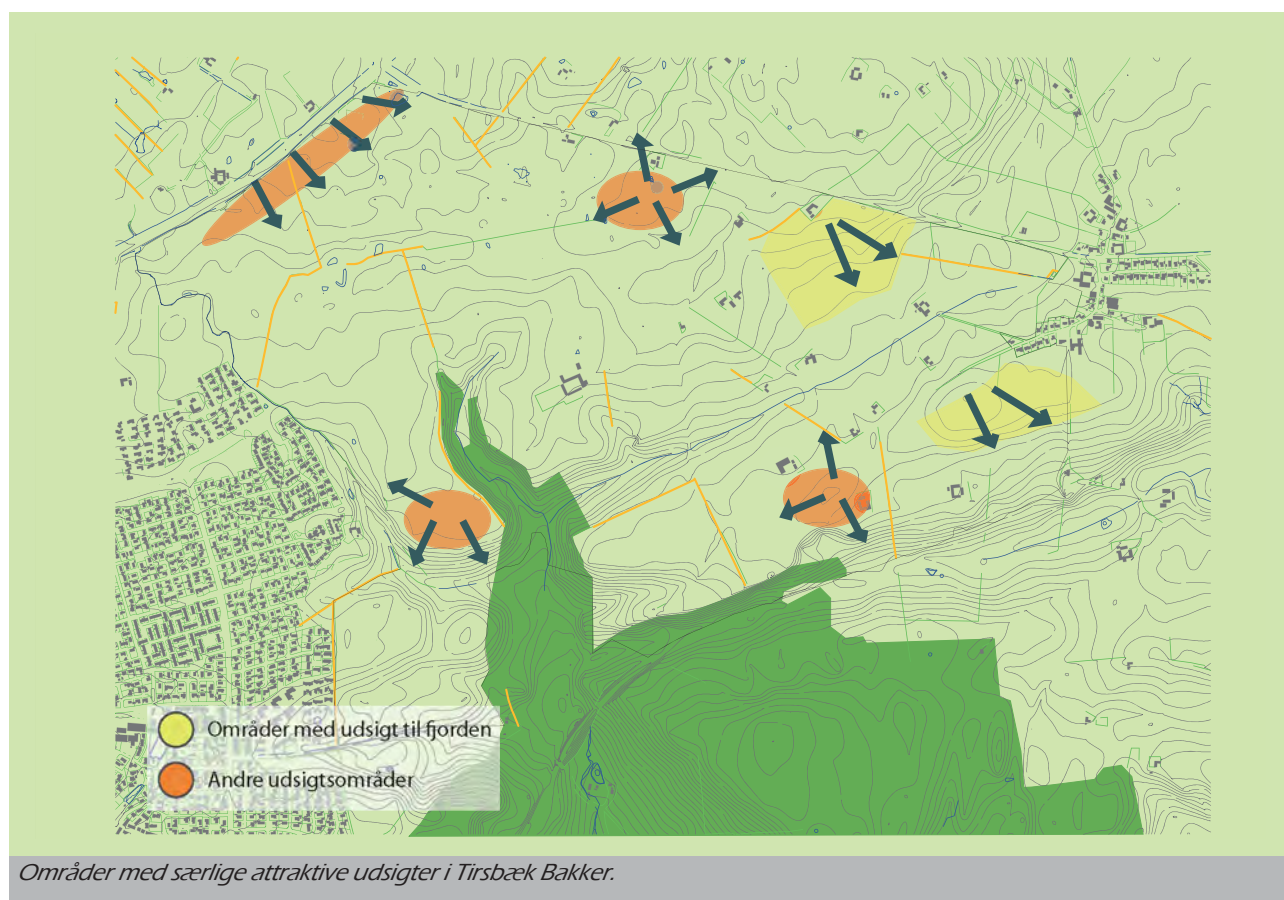 Områder med udsigt til fjorden
Andre udsigtsområder
Områder med særlige attraktive udsigter i Tirsbæk Bakker.